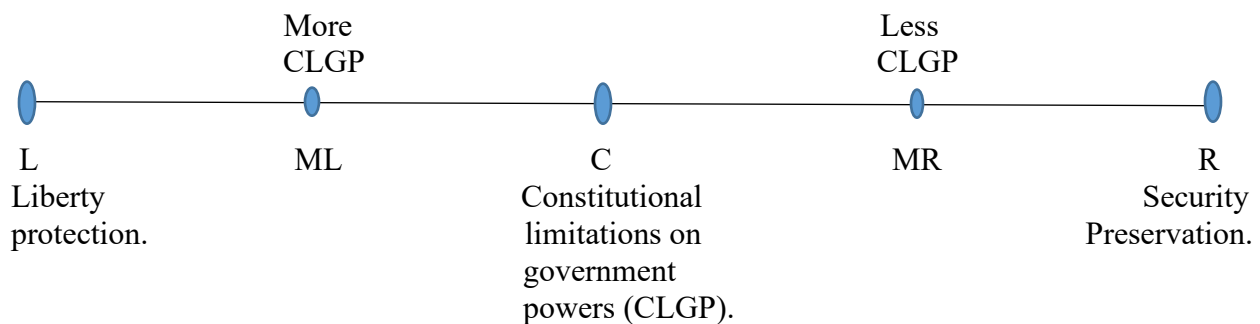 More
CLGP
Less
CLGP
L
ML
C
MR
R
Liberty
protection.
Constitutional
limitations on
government
powers (CLGP).
Security
Preservation.